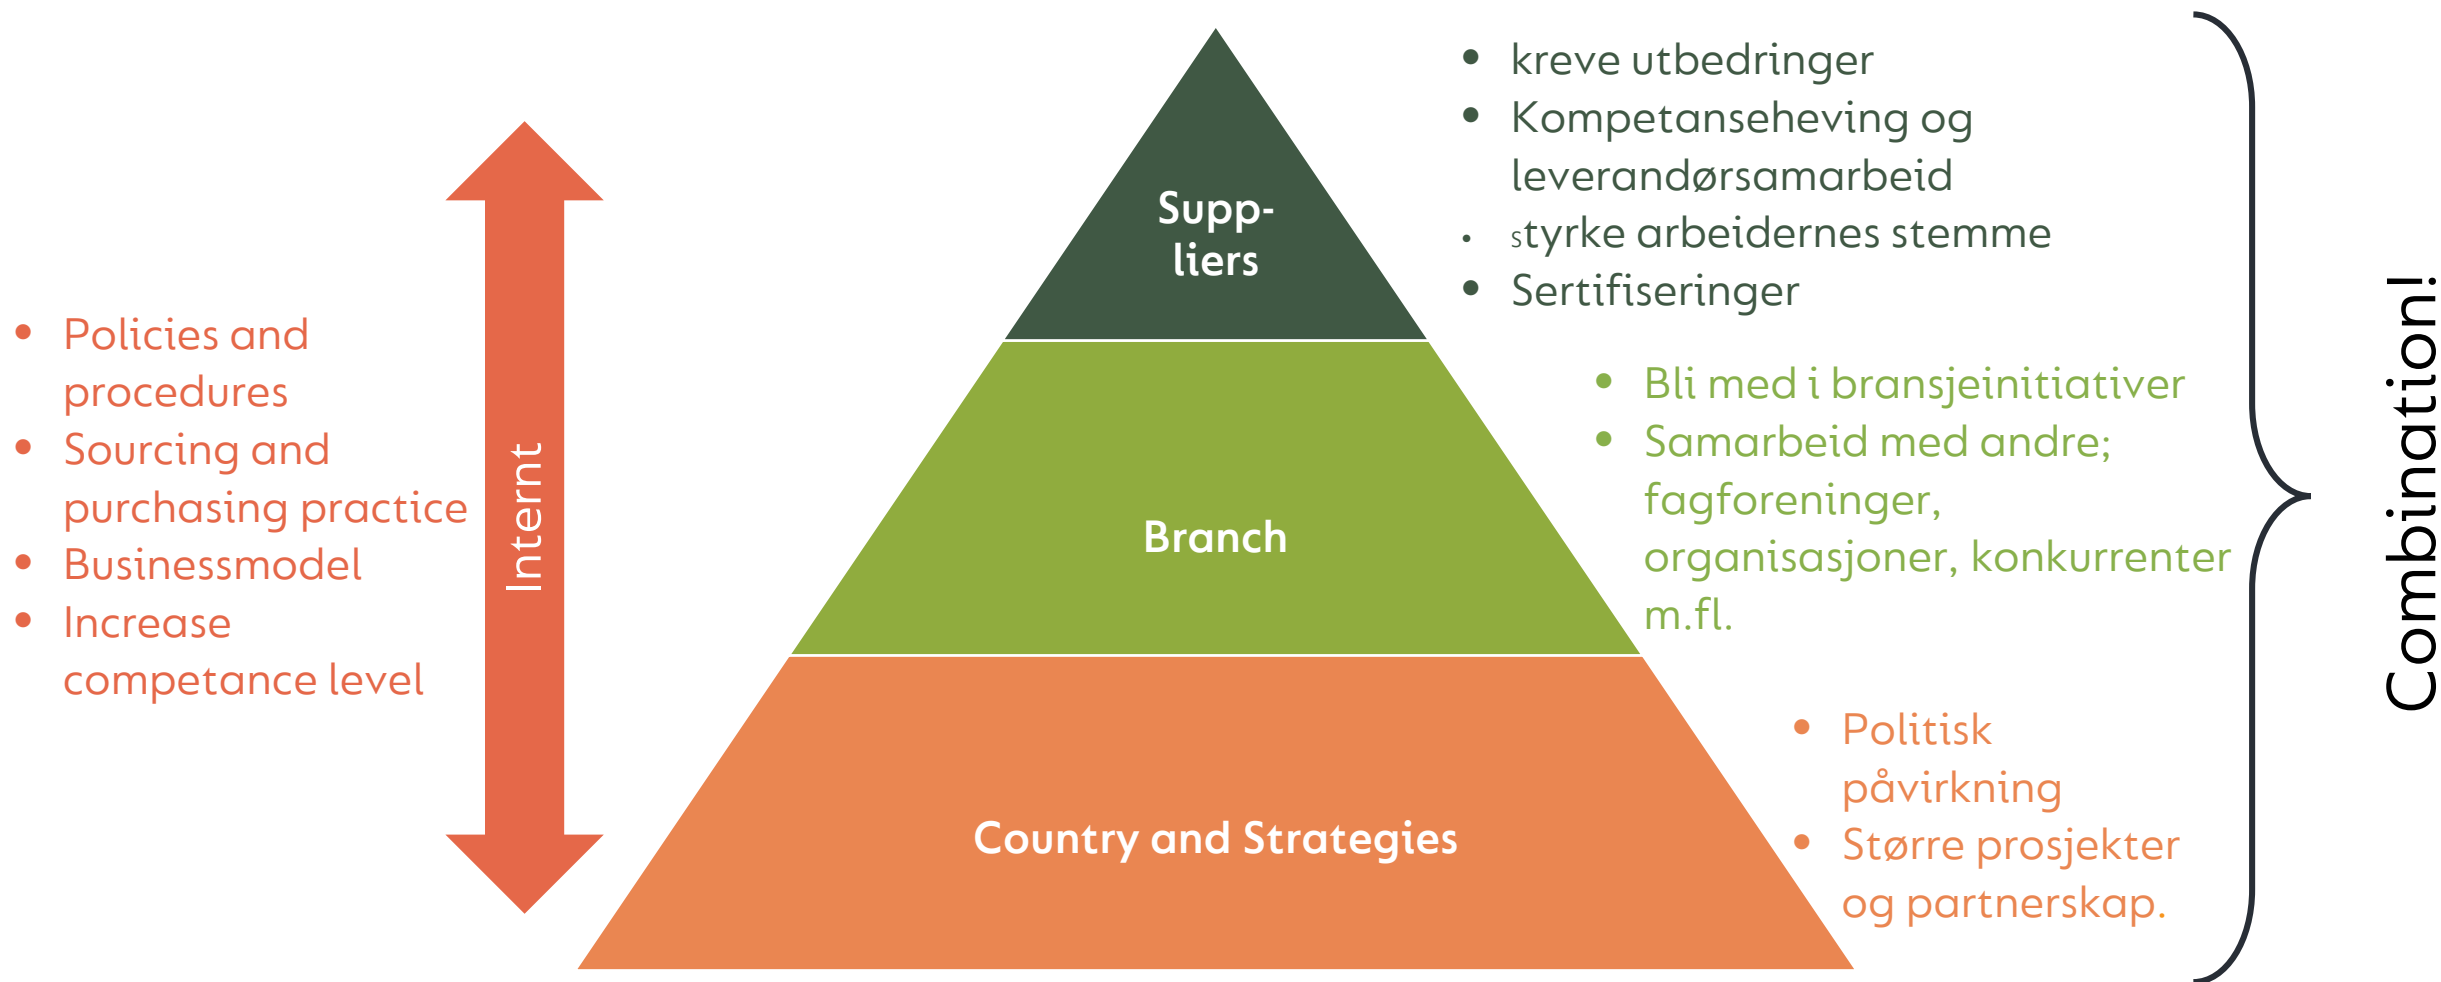 Policies and
procedures
Sourcing and
purchasing practice
Businessmodel
Increase
competance level
Internt
Supp-
liers
Branch
Country and Strategies
kreve utbedringer
Kompetanseheving og
leverandørsamarbeid
styrke arbeidernes stemme
Sertifiseringer
Bli med i bransjeinitiativer
Samarbeid med andre;
fagforeninger,
organisasjoner, konkurrenter
m.fl.
Politisk
påvirkning
Større prosjekter
og partnerskap.
Combination!